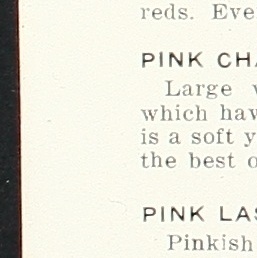 reds. Eve
PINK CHA
Large
which hav
is a soft y
the best o
PINK LAS
Pinkish